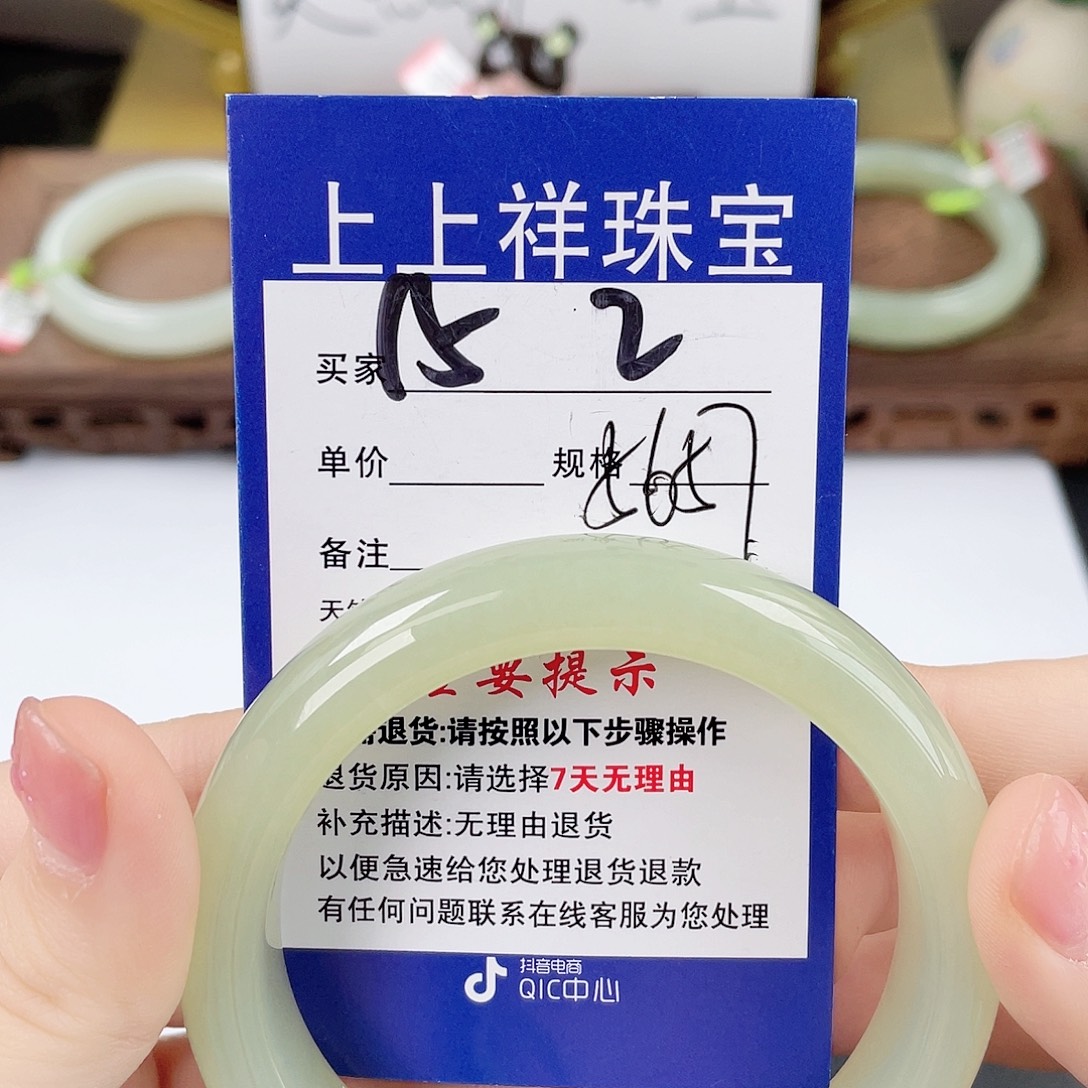 上上祥珠宝
买家 15 2
单价 规格 5657
备注
要提示
退货:请按照以下步骤操作
退货原因:请选择7天无理由
补充描述:无理由退货
以便急速给您处理退货退款
有任何问题联系在线客服为您处理
抖音电商
QIC中心